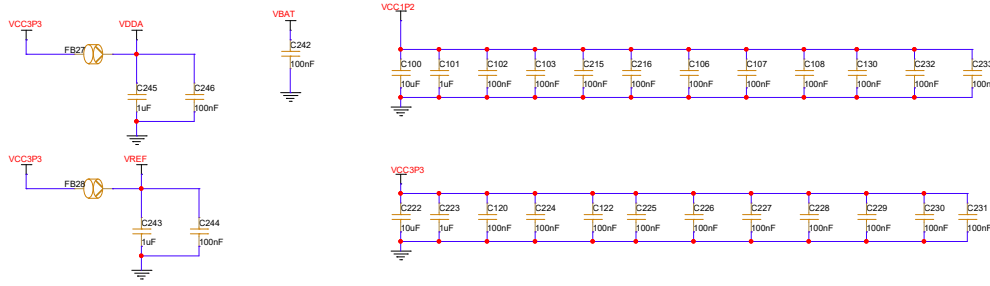 VCC3P3
VDDA
VBAT
VCC1P2
FB27
C242
100nF
C245
1uF
C246
100nF
C100
10uF
C101
1uF
C102
100nF
C103
100nF
C215
100nF
C216
100nF
C106
100nF
C107
100nF
C108
100nF
C130
100nF
C232
100nF
C233
100n
VCC3P3
VREF
VCC3P3
FB28
C243
1uF
C244
100nF
C222
10uF
C223
1uF
C120
100nF
C224
100nF
C122
100nF
C225
100nF
C226
100nF
C227
100nF
C228
100nF
C229
100nF
C230
100nF
C231
100nF